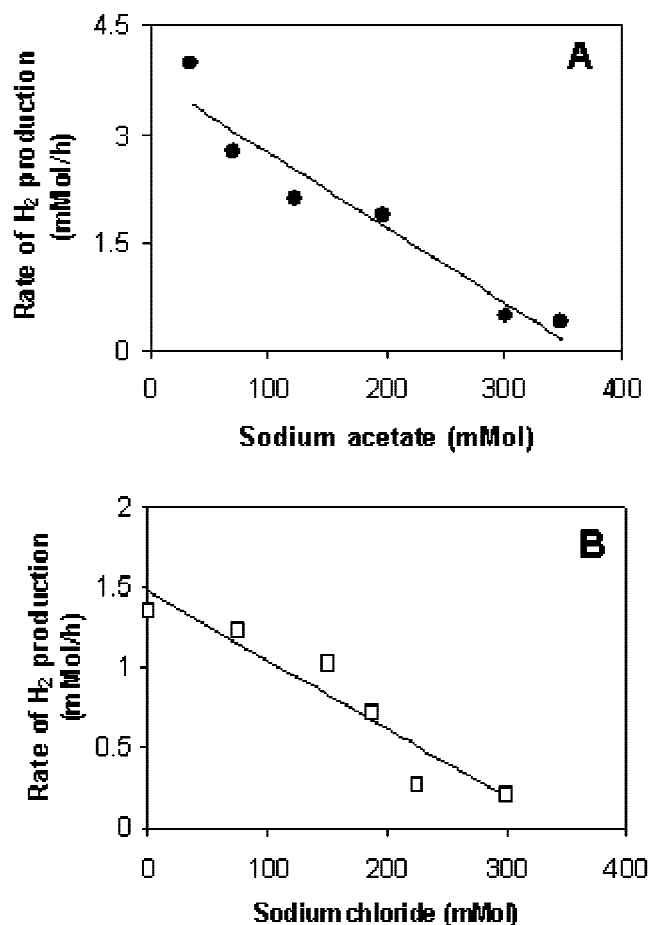 A
Rate of H₂ production
(mMol/h)
4.5
3
1.5
0
0 100 200 300 400
Sodium acetate (mMol)
B
Rate of H₂ production
(mMol/h)
2
1.5
1
0.5
0
0 100 200 300 400
Sodium chloride (mMol)